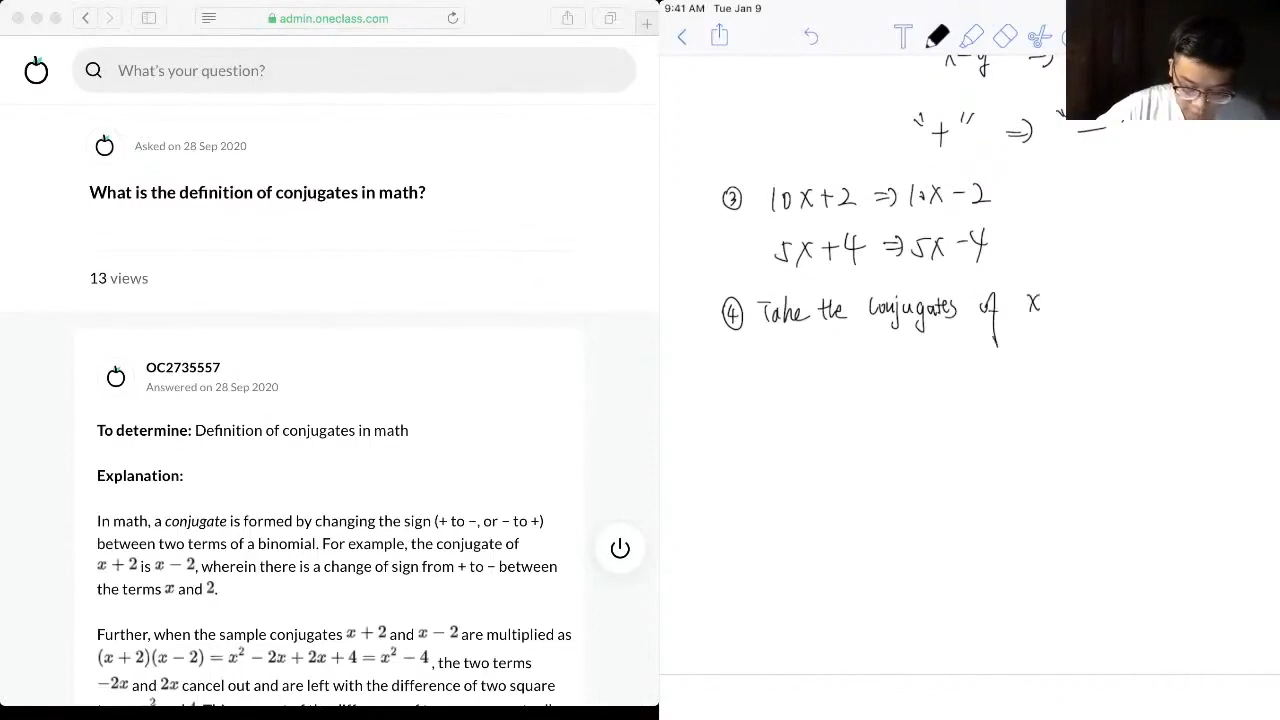 admin.oneclass.com
What's your question?
Asked on 28 Sep 2020
What is the definition of conjugates in math?
13 views
OC2735557
Answered on 28 Sep 2020
To determine: Definition of conjugates in math
Explanation:
In math, a conjugate is formed by changing the sign (+ to −, or − to +)
between two terms of a binomial. For example, the conjugate of
x + 2 is x − 2, wherein there is a change of sign from + to − between
the terms x and 2.
Further, when the sample conjugates x + 2 and x − 2 are multiplied as
(x + 2)(x − 2) = x² − 2x + 2x + 4 = x² − 4, the two terms
−2x and 2x cancel out and are left with the difference of two square
9:41 AM Tue Jan 9
T
x-y ⇒
"+" ⇒ "−
③ 10x+2 ⇒ 10x-2
5x+4 ⇒ 5x-4
④ Take the conjugates of x